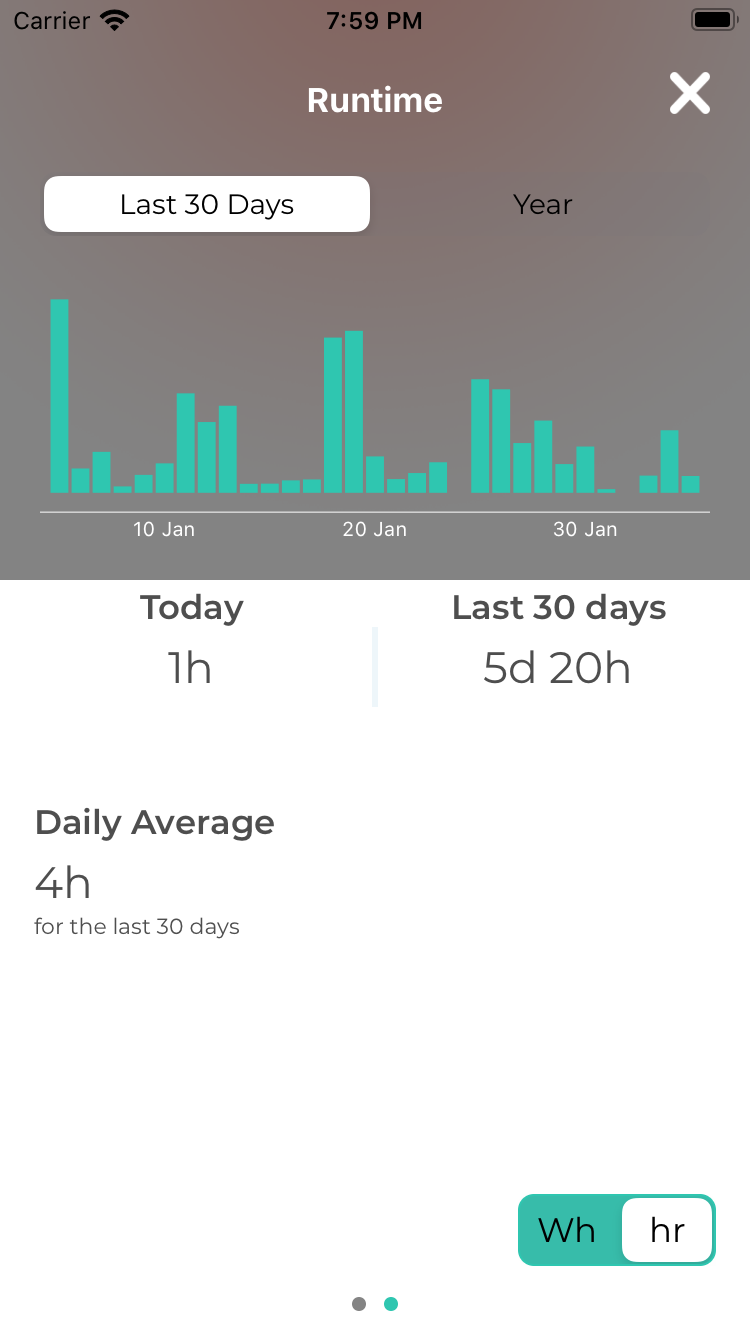 Carrier 7:59 PM
Runtime
Last 30 Days Year
10 Jan 20 Jan 30 Jan
Today Last 30 days
1h 5d 20h
Daily Average
4h
for the last 30 days
Wh hr